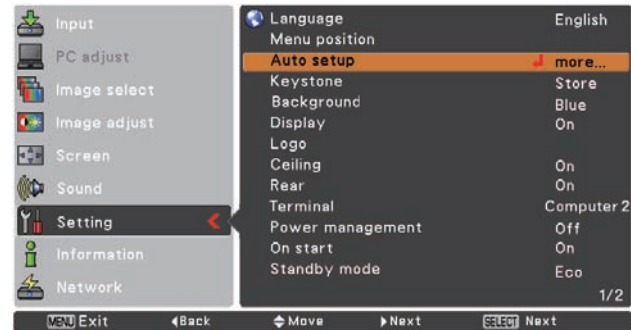 Input
PC adjust
Image select
Image adjust
Screen
Sound
Setting
Information
Network
Language English
Menu position
Auto setup more...
Keystone Store
Background Blue
Display On
Logo
Ceiling On
Rear On
Terminal Computer 2
Power management Off
On start On
Standby mode Eco
1/2
MENU Exit Back Move Next SELECT Next